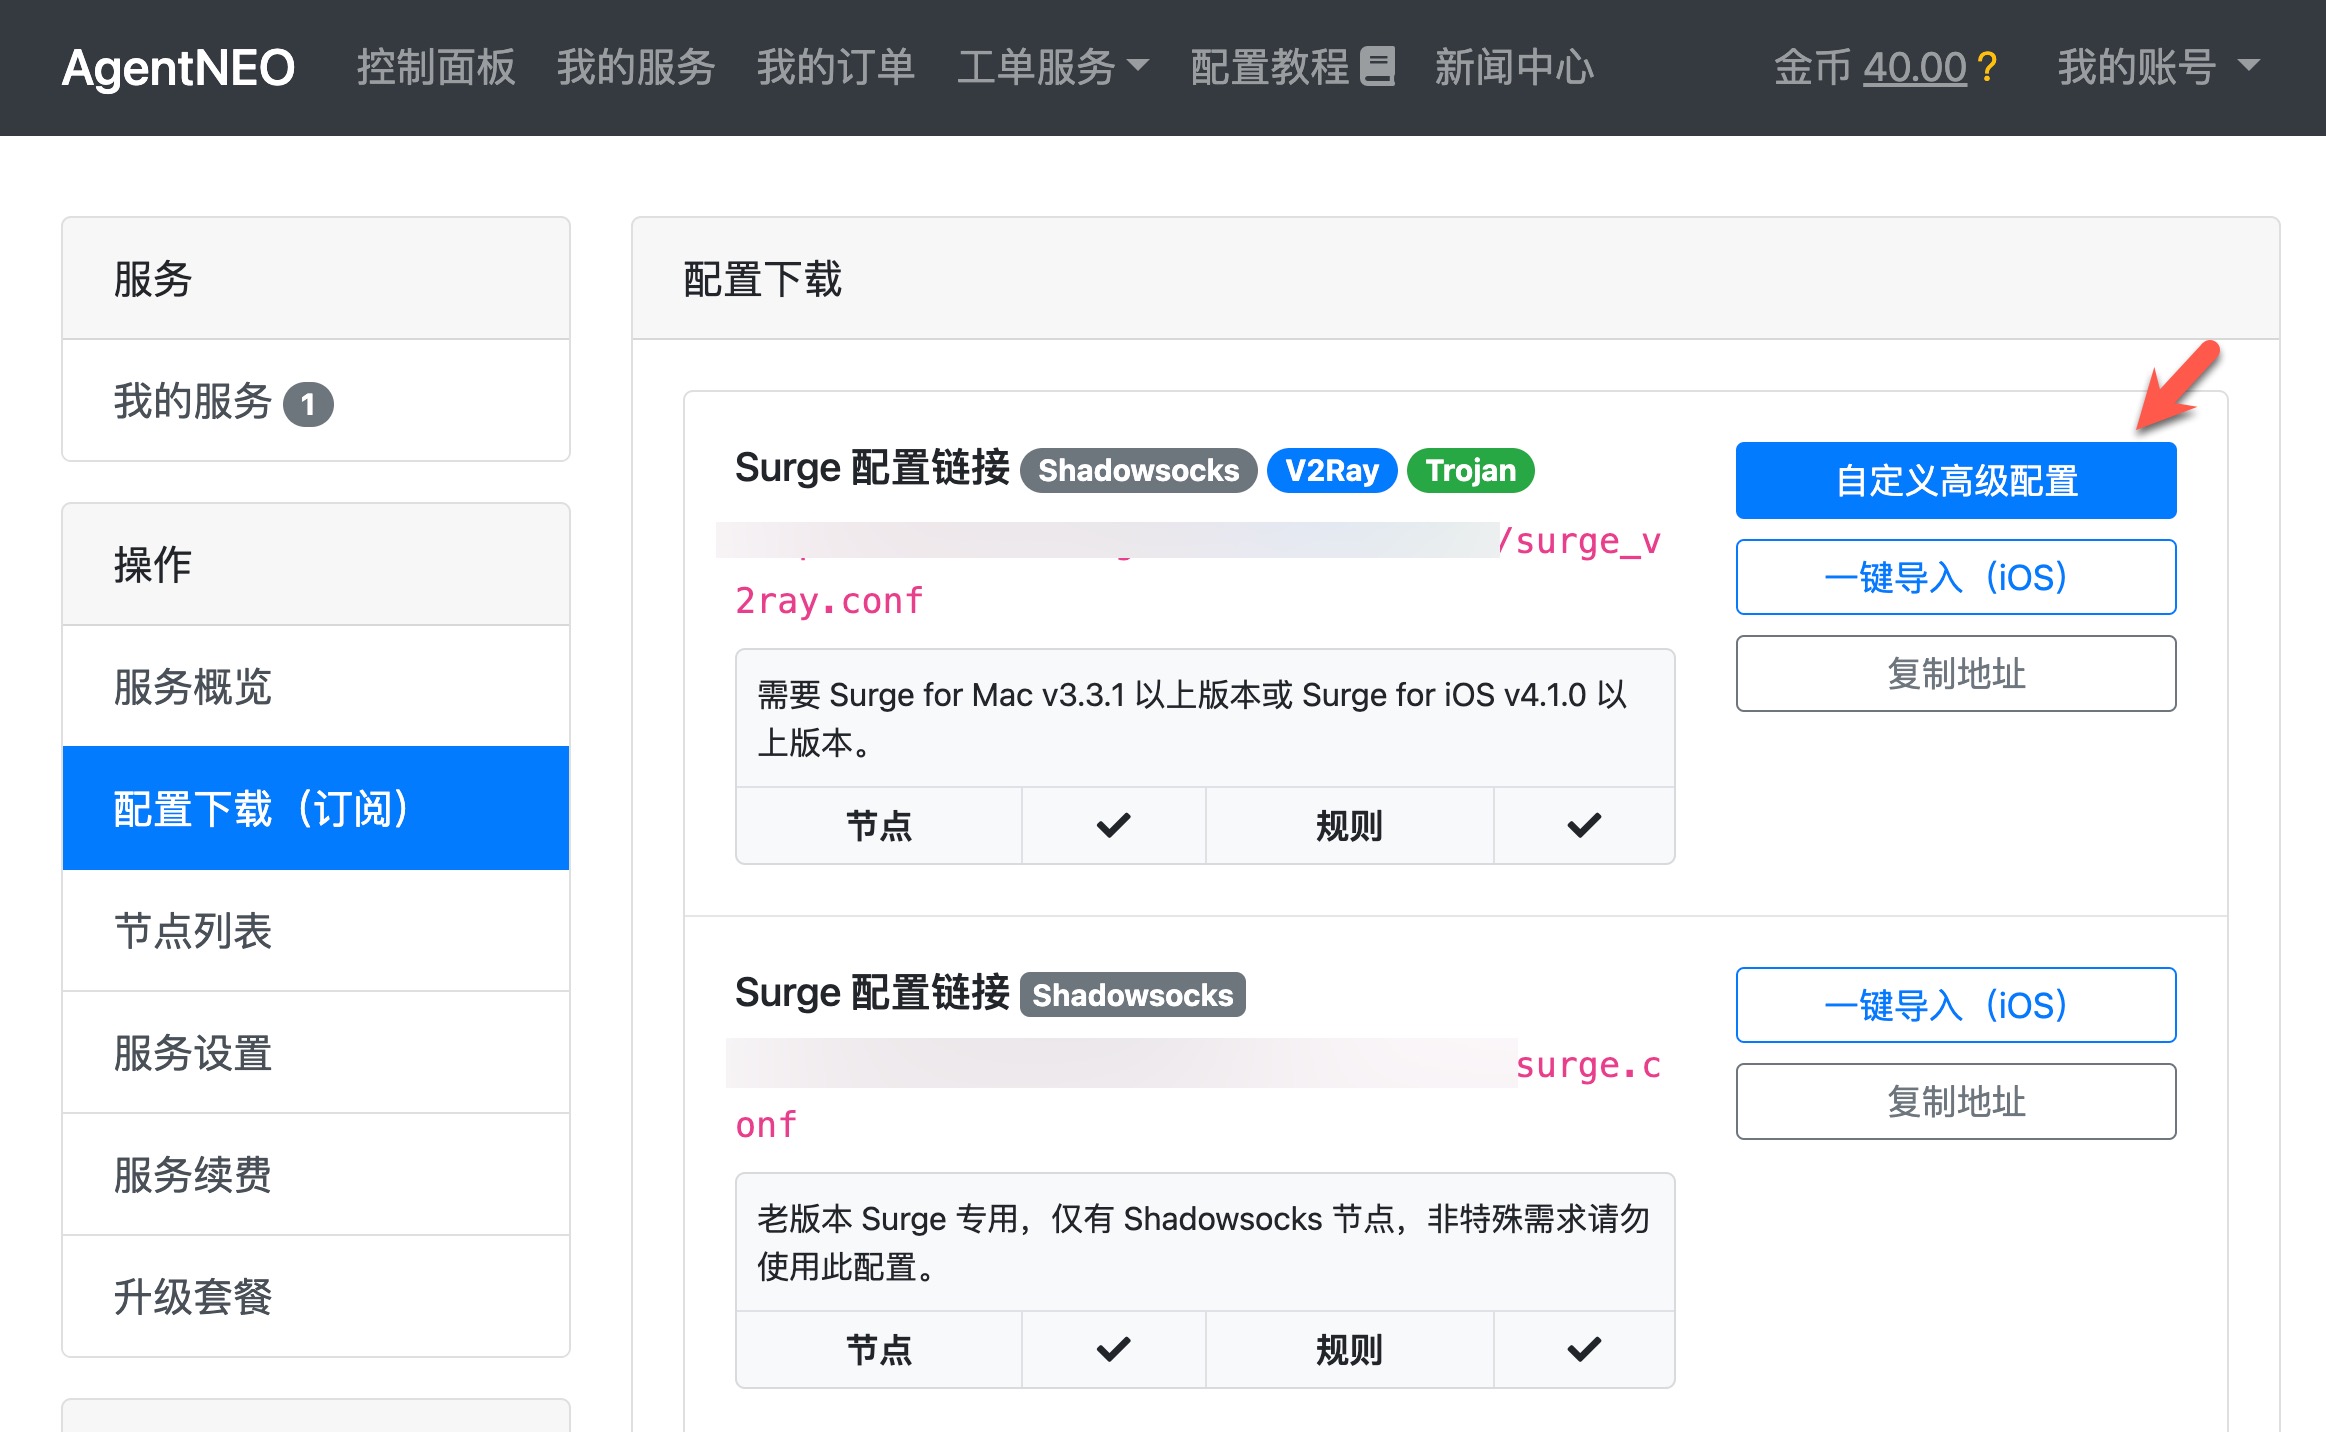 AgentNEO 控制面板 我的服务 我的订单 工单服务 配置教程 新闻中心 金币 40.00 ? 我的账号
服务
我的服务 1
操作
服务概览
配置下载（订阅）
节点列表
服务设置
服务续费
升级套餐
配置下载
Surge 配置链接 Shadowsocks V2Ray Trojan
/surge_v
2ray.conf
需要 Surge for Mac v3.3.1 以上版本或 Surge for iOS v4.1.0 以
上版本。
节点 规则
自定义高级配置
一键导入（iOS）
复制地址
Surge 配置链接 Shadowsocks
surge.c
onf
老版本 Surge 专用，仅有 Shadowsocks 节点，非特殊需求请勿
使用此配置。
节点 规则
一键导入（iOS）
复制地址